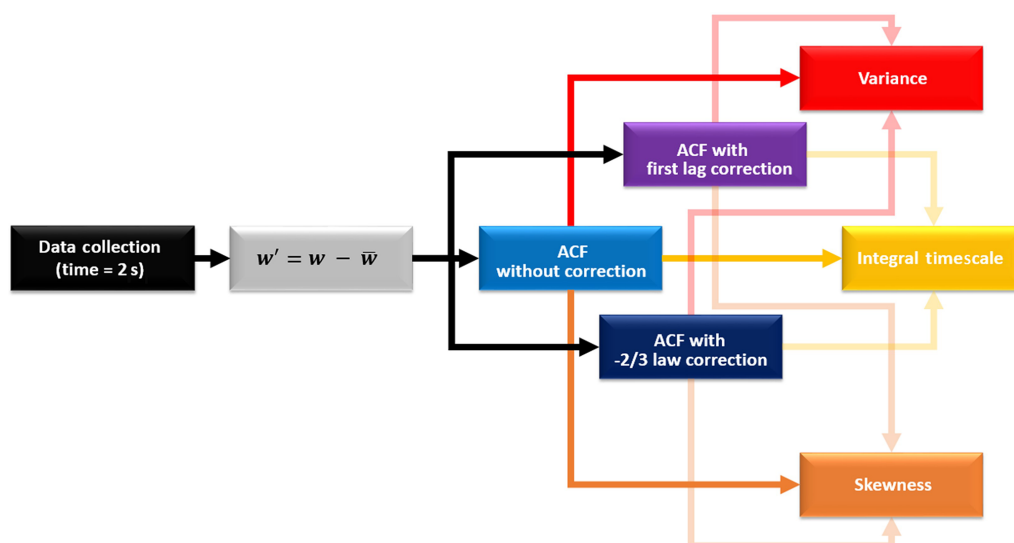 Variance
ACF with
first lag correction
Data collection
(time = 2 s)
w′ = w − w̅
ACF
without correction
Integral timescale
ACF with
-2/3 law correction
Skewness